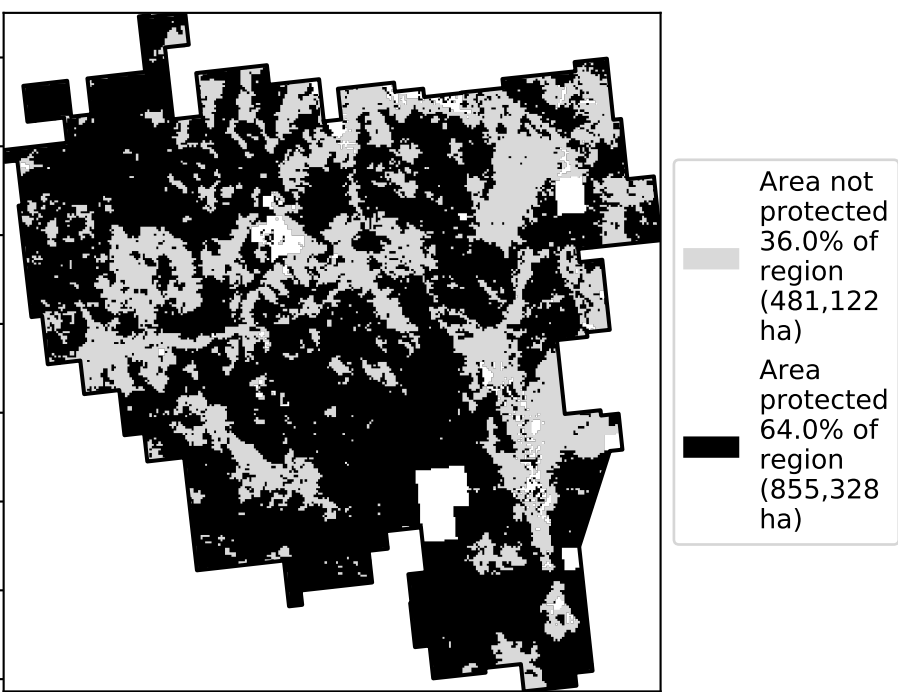 Area not
protected
36.0% of
region
(481,122
ha)
Area
protected
64.0% of
region
(855,328
ha)